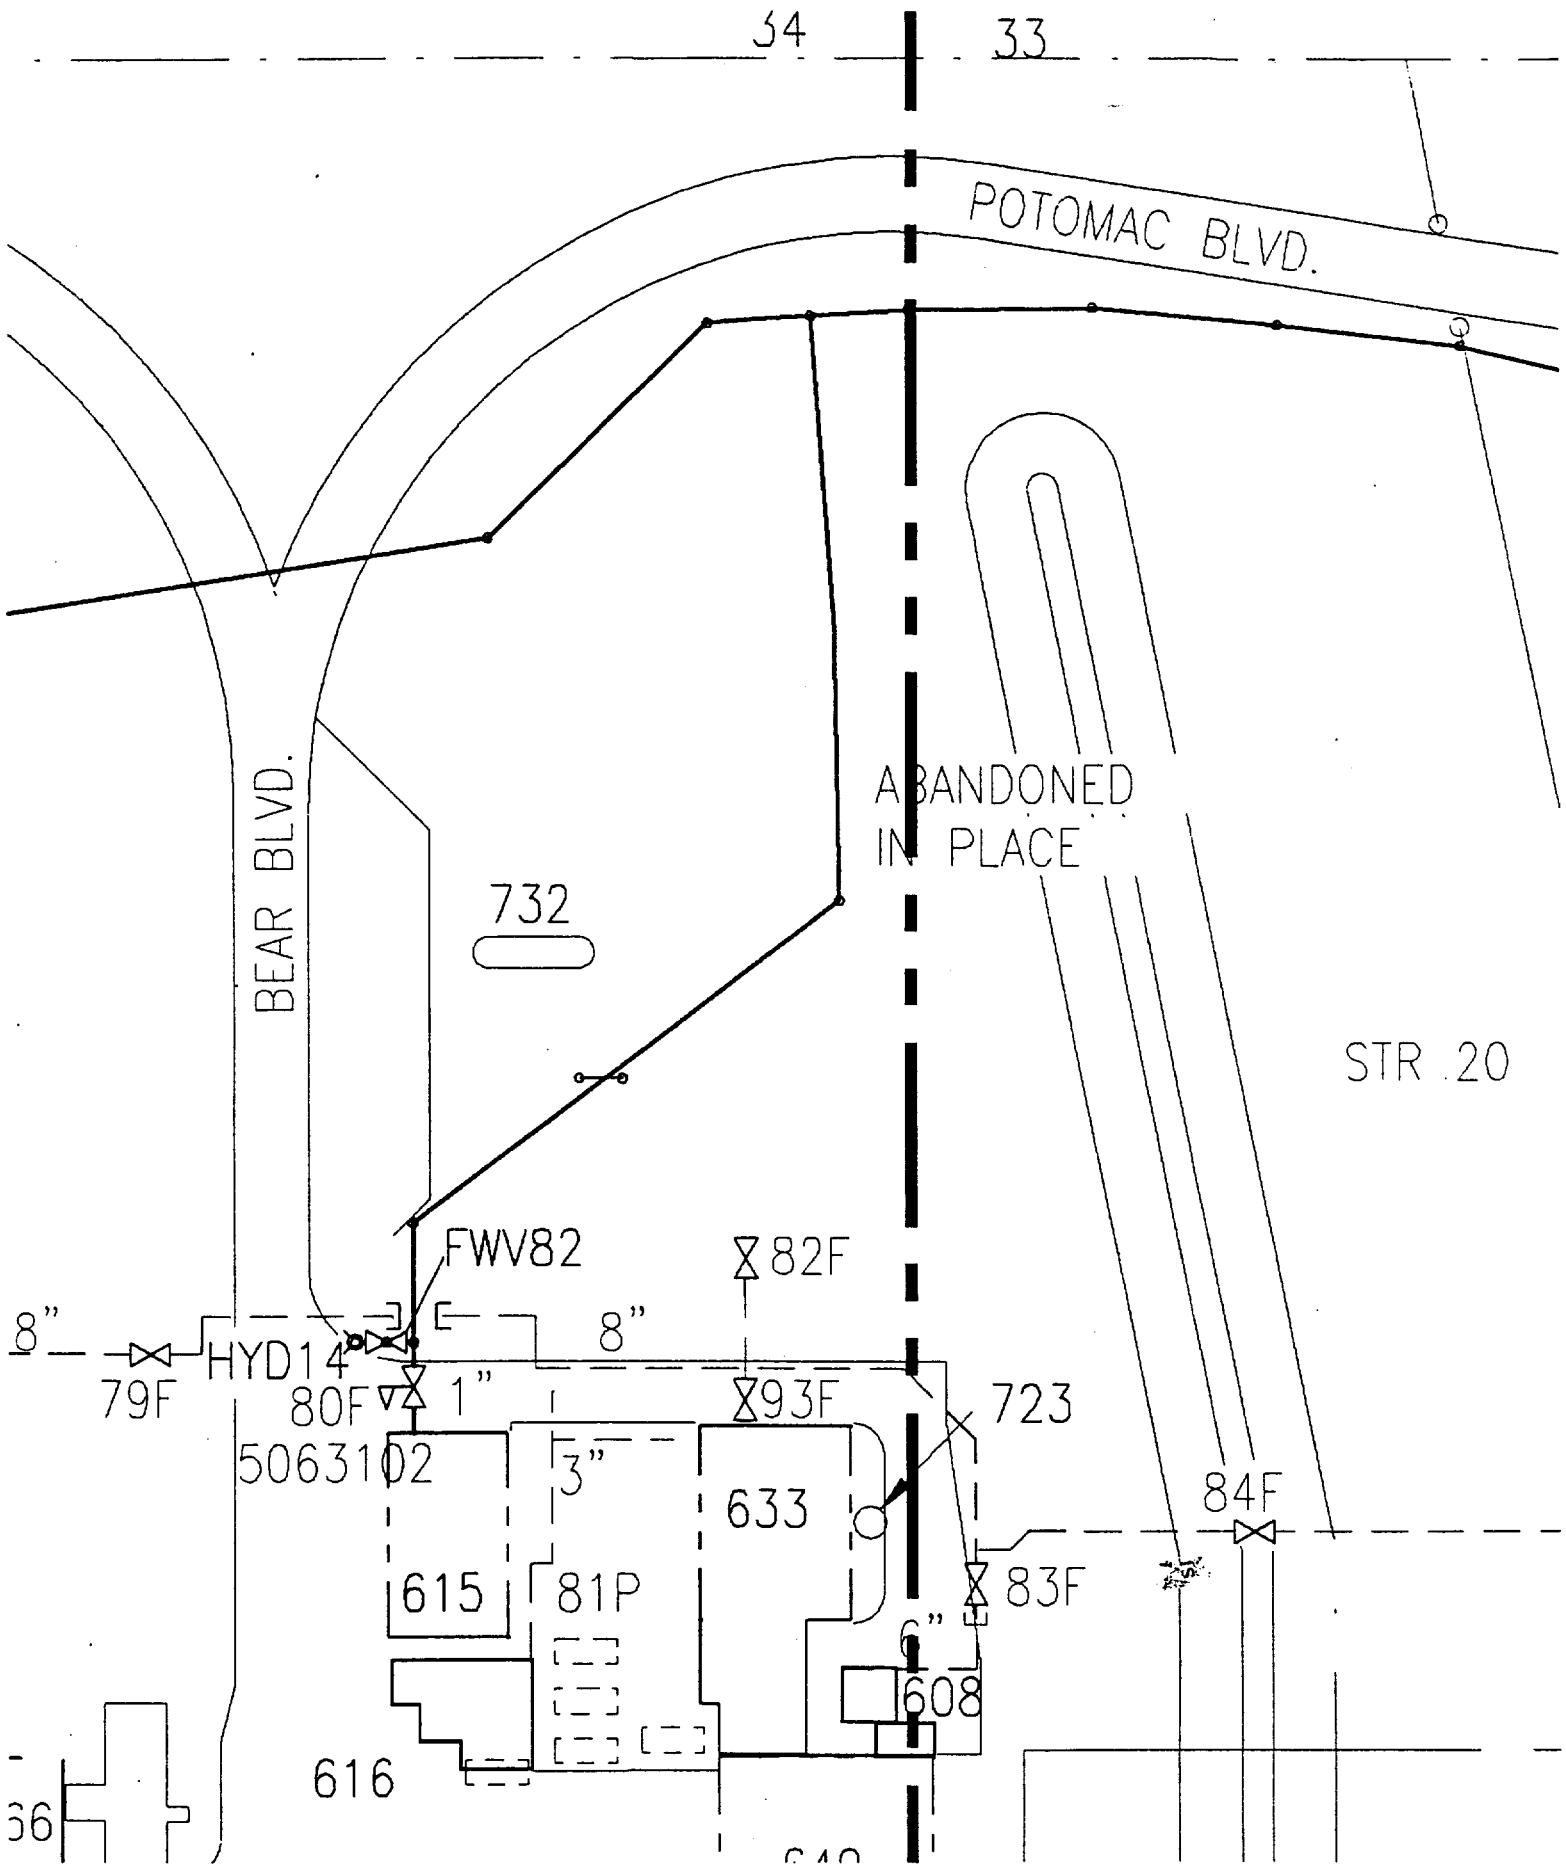 34
33
POTOMAC BLVD.
BEAR BLVD.
ABANDONED
IN PLACE
732
STR .20
FWV82
82F
8"
8"
HYD14
79F
80F
1"
93F
723
5063102
3"
633
84F
615
81P
83F
6"
608
616